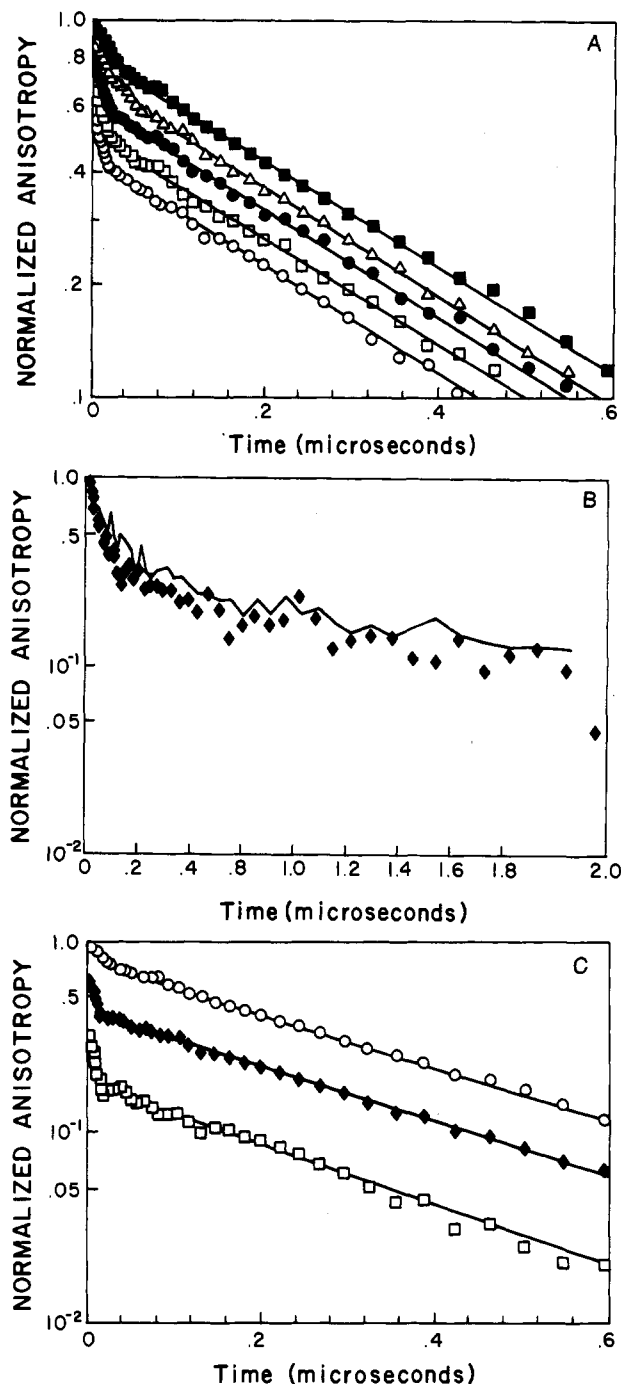 A
NORMALIZED ANISOTROPY
1.0
.8
.6
.4
.2
.1
0 .2 .4 .6
Time (microseconds)
B
NORMALIZED ANISOTROPY
1.0
.5
10-1
.05
10-2
0 .2 .4 .6 .8 1.0 1.2 1.4 1.6 1.8 2.0
Time (microseconds)
C
NORMALIZED ANISOTROPY
1.0
.5
10-1
.05
10-2
0 .2 .4 .6
Time (microseconds)